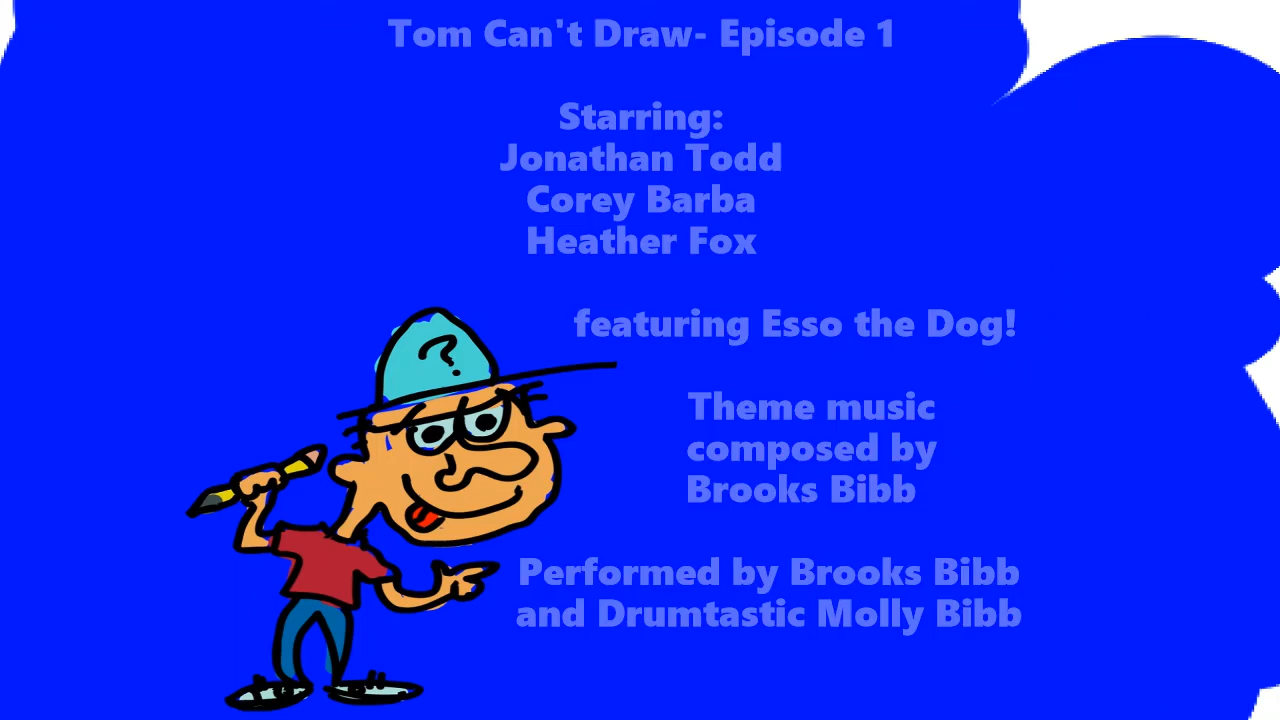 Tom Can't Draw- Episode 1
Starring:
Jonathan Todd
Corey Barba
Heather Fox
featuring Esso the Dog!
?
Theme music
composed by
Brooks Bibb
Performed by Brooks Bibb
and Drumtastic Molly Bibb